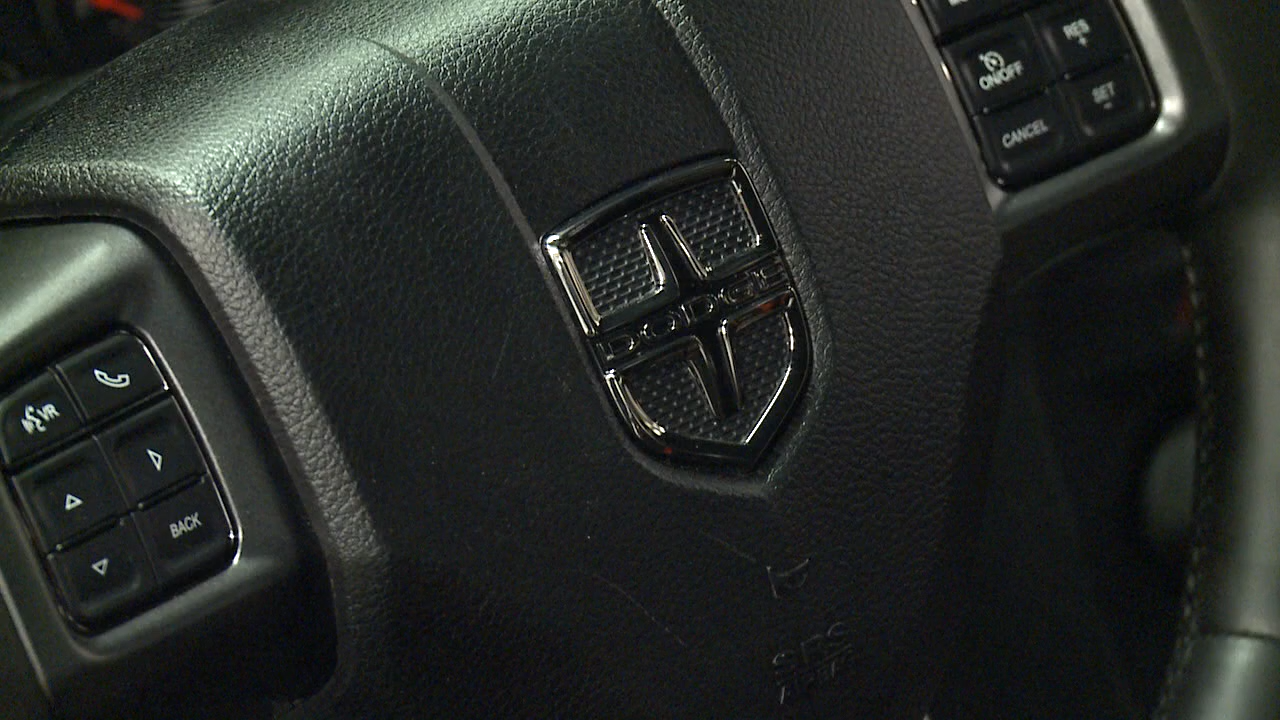 RES
+
ON/OFF
SET
-
CANCEL
DODGE
VR
BACK
SRS
AIRBAG